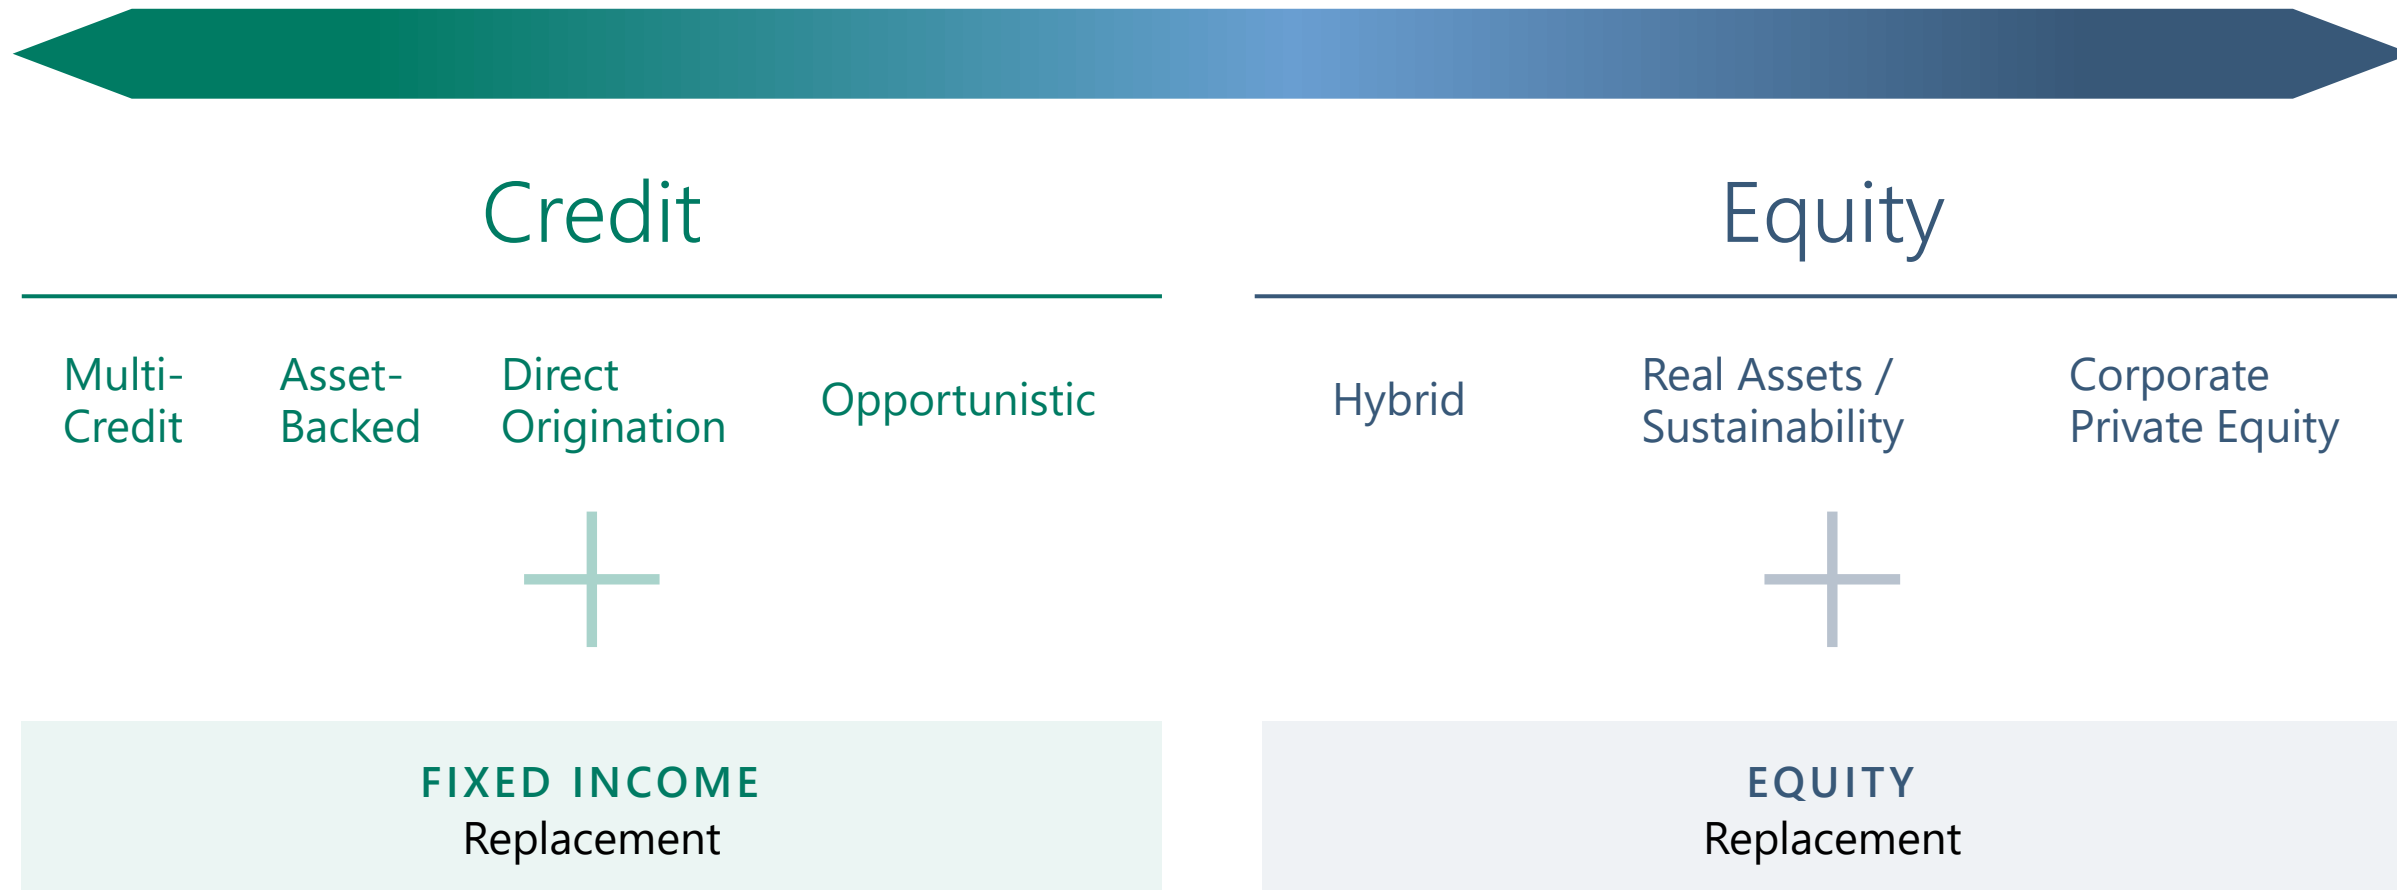 Credit
Equity
Multi-
Credit
Asset-
Backed
Direct
Origination
Opportunistic
Hybrid
Real Assets /
Sustainability
Corporate
Private Equity
FIXED INCOME
Replacement
EQUITY
Replacement